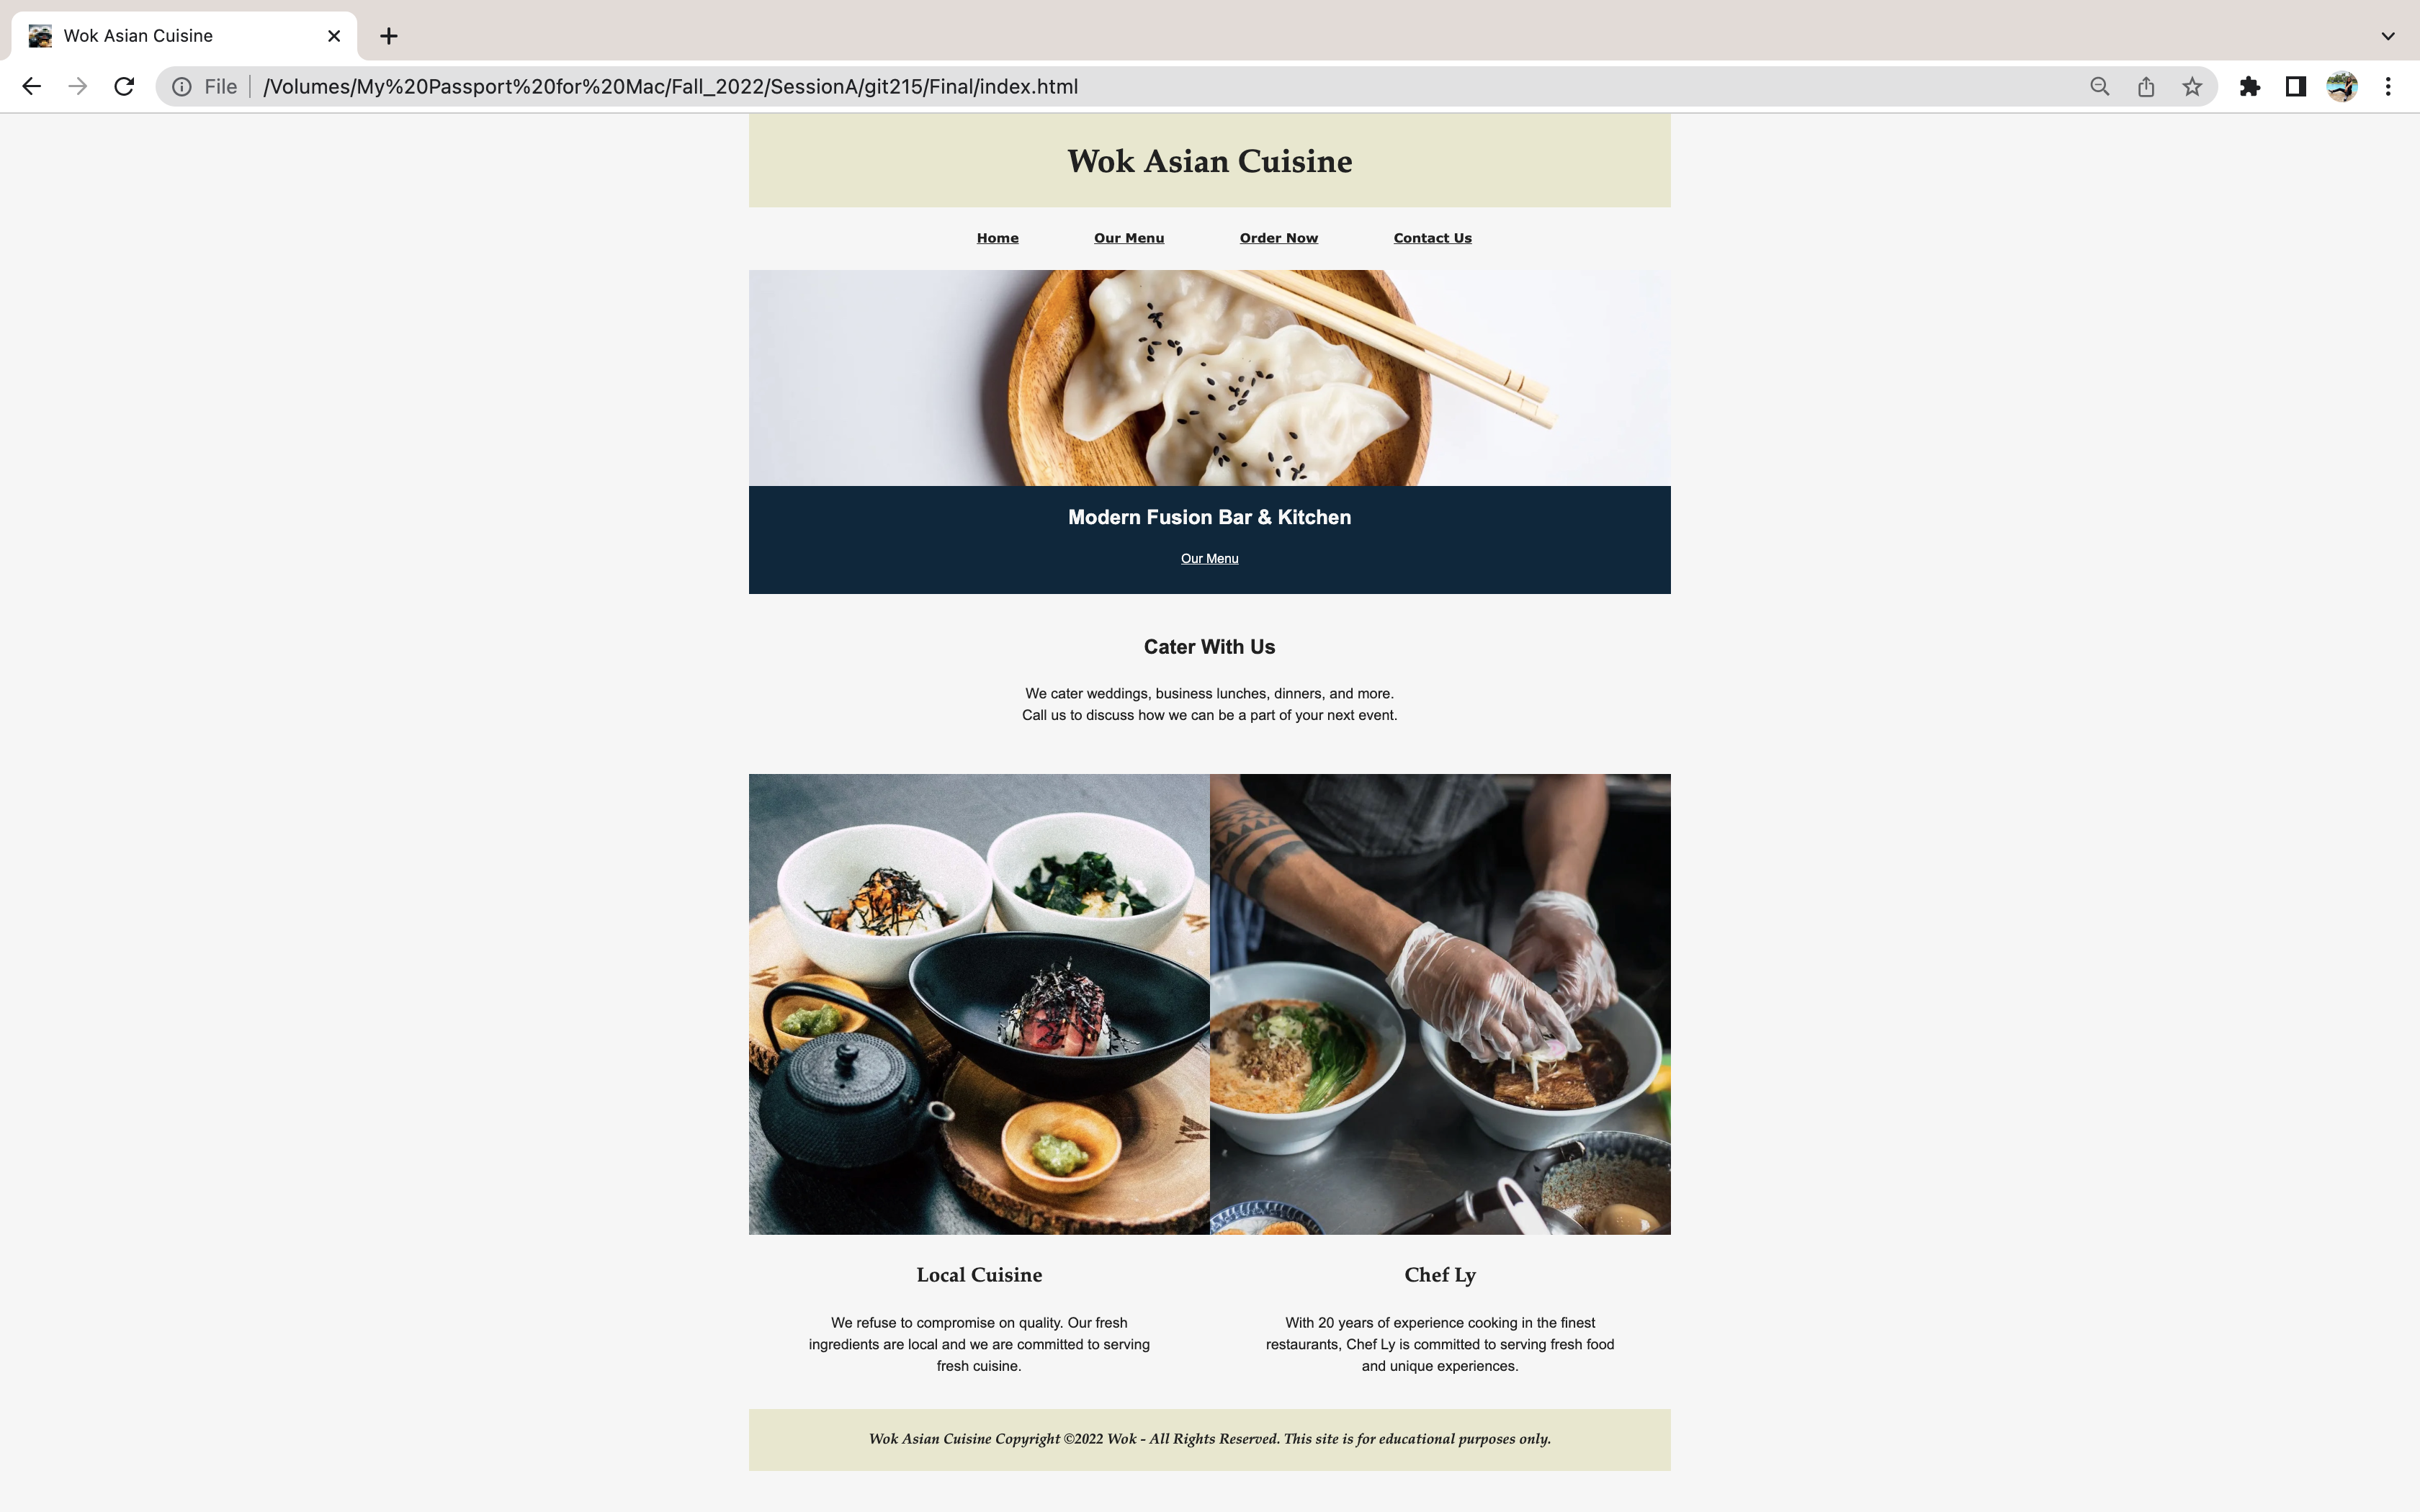 Wok Asian Cuisine
File
/Volumes/My%20Passport%20for%20Mac/Fall_2022/SessionA/git215/Final/index.html
Wok Asian Cuisine
Home Our Menu Order Now Contact Us
Modern Fusion Bar & Kitchen
Our Menu
Cater With Us
We cater weddings, business lunches, dinners, and more.
Call us to discuss how we can be a part of your next event.
Local Cuisine
We refuse to compromise on quality. Our fresh
ingredients are local and we are committed to serving
fresh cuisine.
Chef Ly
With 20 years of experience cooking in the finest
restaurants, Chef Ly is committed to serving fresh food
and unique experiences.
Wok Asian Cuisine Copyright ©2022 Wok - All Rights Reserved. This site is for educational purposes only.